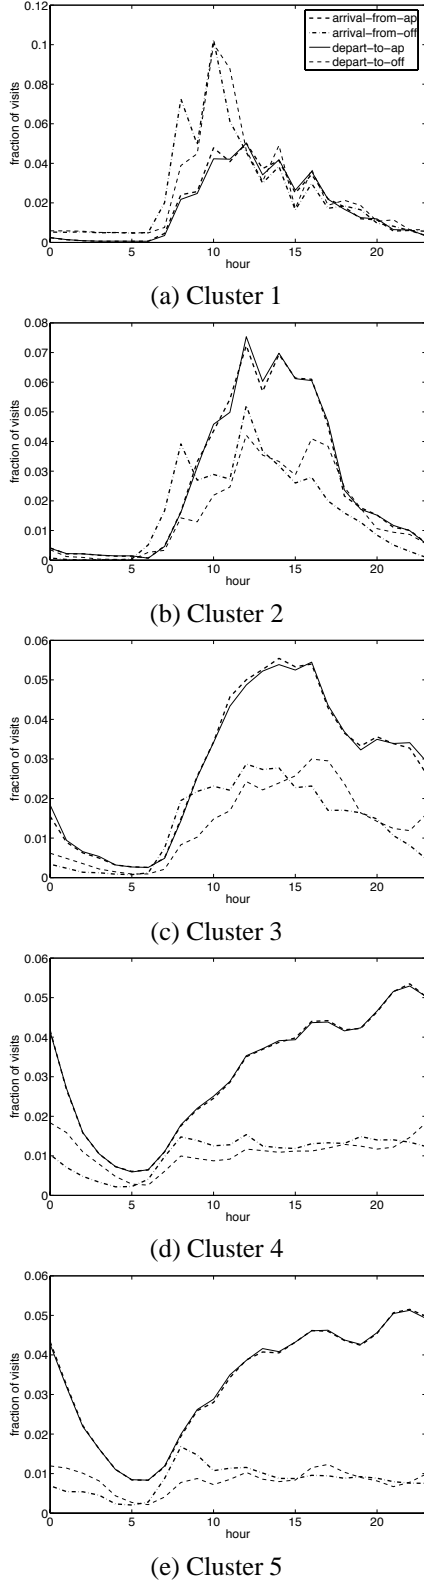 0.12
0.1
0.08
0.06
0.04
0.02
0
fraction of visits
arrival−from−ap
arrival−from−off
depart−to−ap
depart−to−off
0 5 10 15 20
hour
(a) Cluster 1
0.08
0.07
0.06
0.05
0.04
0.03
0.02
0.01
0
fraction of visits
0 5 10 15 20
hour
(b) Cluster 2
0.06
0.05
0.04
0.03
0.02
0.01
0
fraction of visits
0 5 10 15 20
hour
(c) Cluster 3
0.06
0.05
0.04
0.03
0.02
0.01
0
fraction of visits
0 5 10 15 20
hour
(d) Cluster 4
0.06
0.05
0.04
0.03
0.02
0.01
0
fraction of visits
0 5 10 15 20
hour
(e) Cluster 5